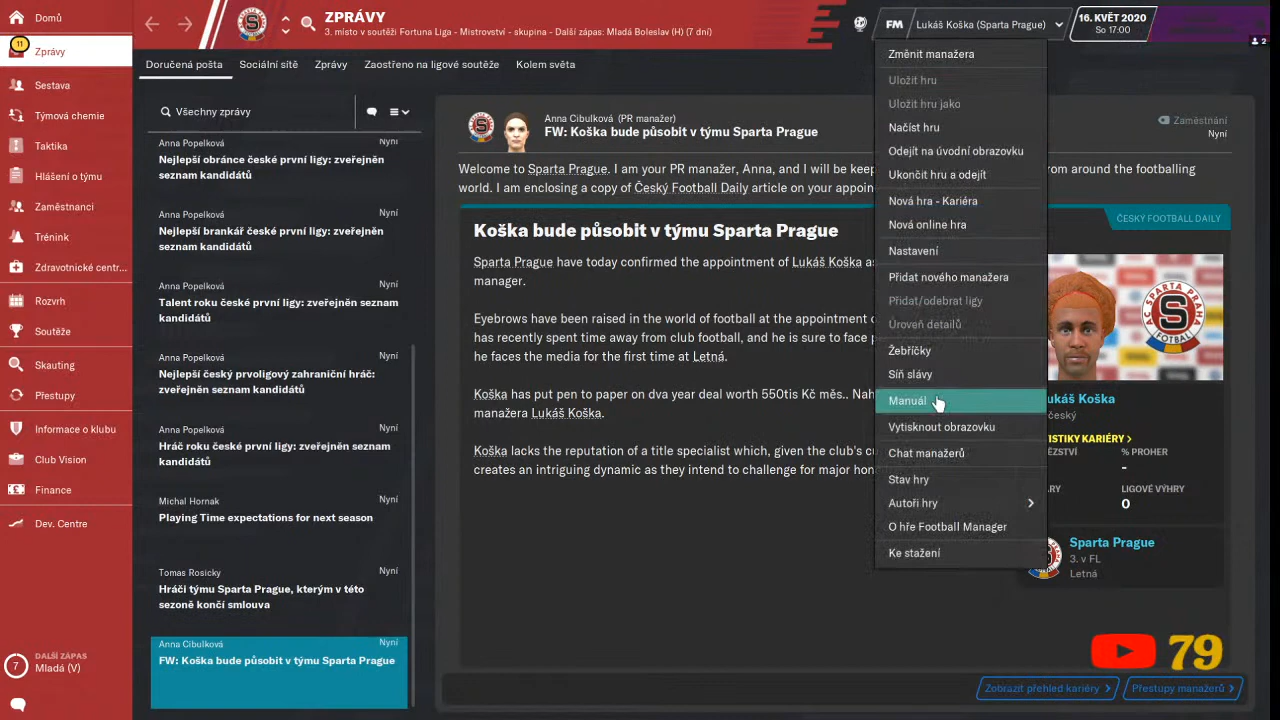 Domů
11
Zprávy
Sestava
Týmová chemie
Taktika
Hlášení o týmu
Zaměstnanci
Trénink
Zdravotnické centr...
Rozvrh
Soutěže
Skauting
Přestupy
Informace o klubu
Club Vision
Finance
Dev. Centre
7
DALŠÍ ZÁPAS
Mladá (V)
ZPRÁVY
3. místo v soutěži Fortuna Liga - Mistrovství - skupina - Další zápas: Mladá Boleslav (H) (7 dní)
FM
Lukáš Koška (Sparta Prague)
16. KVĚT 2020
So 17:00
2
Doručená pošta
Sociální sítě
Zprávy
Zaostřeno na ligové soutěže
Kolem světa
Všechny zprávy
Anna Popelková
Nyní
Nejlepší obránce české první ligy: zveřejněn
seznam kandidátů
Anna Popelková
Nyní
Nejlepší brankář české první ligy: zveřejněn
seznam kandidátů
Anna Popelková
Nyní
Talent roku české první ligy: zveřejněn seznam
kandidátů
Anna Popelková
Nyní
Nejlepší český prvoligový zahraniční hráč:
zveřejněn seznam kandidátů
Anna Popelková
Nyní
Hráč roku české první ligy: zveřejněn seznam
kandidátů
Michal Hornak
Nyní
Playing Time expectations for next season
Tomas Rosicky
Nyní
Hráči týmu Sparta Prague, kterým v této
sezoně končí smlouva
Anna Cibulková
Nyní
FW: Koška bude působit v týmu Sparta Prague
Anna Cibulková (PR manažer)
FW: Koška bude působit v týmu Sparta Prague
Zaměstnání
Nyní
Welcome to Sparta Prague. I am your PR manažer, Anna, and I will be keep
om around the footballing
world. I am enclosing a copy of Český Football Daily article on your appoin
ČESKÝ FOOTBALL DAILY
Koška bude působit v týmu Sparta Prague
Sparta Prague have today confirmed the appointment of Lukáš Koška as
manager.
Eyebrows have been raised in the world of football at the appointment o
has recently spent time away from club football, and he is sure to face p
he faces the media for the first time at Letná.
Koška has put pen to paper on dva year deal worth 550tis Kč měs.. Nah
manažera Lukáš Koška.
Koška lacks the reputation of a title specialist which, given the club's cu
creates an intriguing dynamic as they intend to challenge for major hon
Změnit manažera
Uložit hru
Uložit hru jako
Načíst hru
Odejít na úvodní obrazovku
Ukončit hru a odejít
Nová hra - Kariéra
Nová online hra
Nastavení
Přidat nového manažera
Přidat/odebrat ligy
Úroveň detailů
Žebříčky
Síň slávy
Manuál
Vytisknout obrazovku
Chat manažerů
Stav hry
Autoři hry
O hře Football Manager
Ke stažení
ukáš Koška
český
TISTIKY KARIÉRY >
ĚZSTVÍ
% PROHER
-
RY
LIGOVÉ VÝHRY
0
Sparta Prague
3. v FL
Letná
79
Zobrazit přehled kariéry >
Přestupy manažerů >